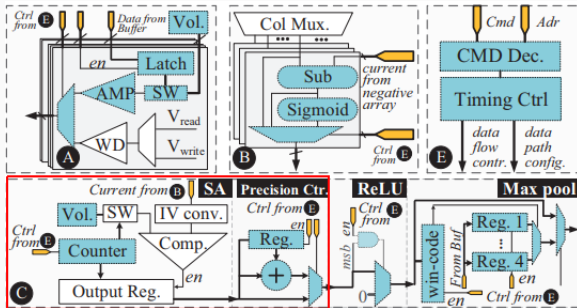 Ctrl from E
Data from Buffer
Vol.
en
Latch
AMP
SW
WD
Vread
Vwrite
A
Col Mux.
Sub
Sigmoid
current from negative array
Ctrl from E
B
Cmd
Adr
CMD Dec.
Timing Ctrl
data flow contr.
data path config.
E
Current from B
SA
Vol.
SW
IV conv.
Ctrl from E
Counter
Comp.
en
Output Reg.
C
Precision Ctr.
Ctrl from E
en
Reg.
+
ReLU
Ctrl from E
en
msb
0
Max pool
win-code
From Buf
Reg. 1
Reg. 4
en
en
Ctrl from E